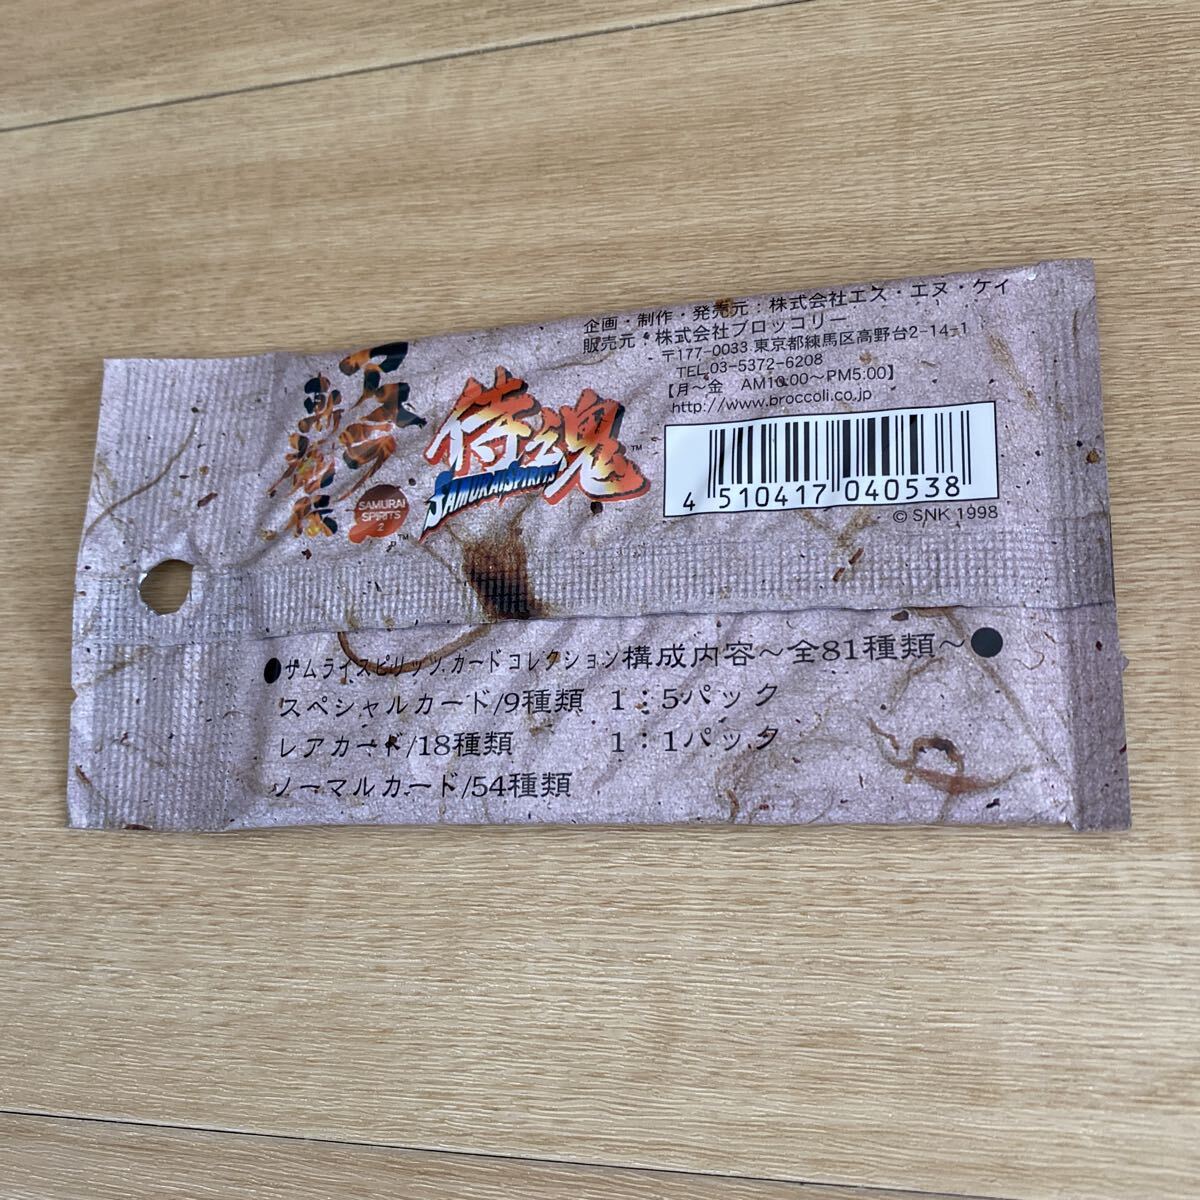 企画・制作・発売元:株式会社エス・エヌ・ケイ
販売元・株式会社ブロッコリー
〒177-0033 東京都練馬区高野台2-14-1
TEL.03-5372-6208
【月～金 AM10:00～PM5:00】
http://www.broccoli.co.jp
侍魂
SAMURAI SPIRITS
™
SAMURAI
SPIRITS
2
™
4 510417 040538
© SNK 1998
●サムライスピリッツ カードコレクション構成内容～全81種類～●
スペシャルカード/9種類 1:5パック
レアカード/18種類 1:1パック
ノーマルカード/54種類